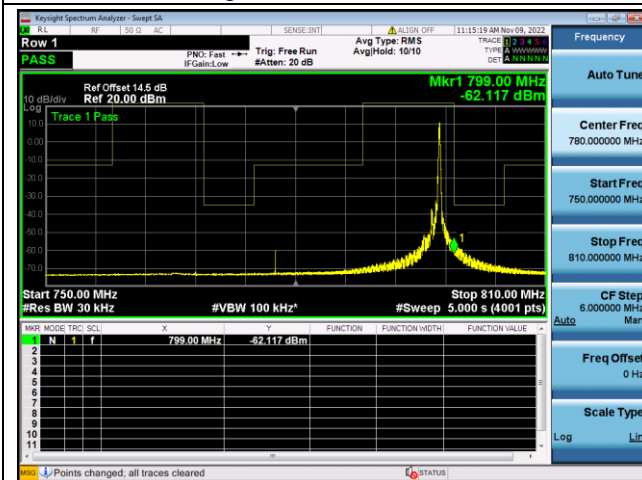 Keysight Spectrum Analyzer - Swept SA
RL RF 50 Ω AC SENSE:INT ALIGN OFF 11:15:19 AM Nov 09, 2022
Row 1
PASS
PNO: Fast
IFGain:Low
Trig: Free Run
#Atten: 20 dB
Avg Type: RMS
Avg|Hold: 10/10
TRACE 1 2 3 4 5 6
TYPE A WWWWW
DET A N N N N N
Ref Offset 14.5 dB
Ref 20.00 dBm
10 dB/div
Log
Mkr1 799.00 MHz
-62.117 dBm
Trace 1 Pass
10.0
0.00
-10.0
-20.0
-30.0
-40.0
-50.0
-60.0
-70.0
1
Start 750.00 MHz
#Res BW 30 kHz
#VBW 100 kHz*
Stop 810.00 MHz
#Sweep 5.000 s (4001 pts)
MKR MODE TRC SCL X Y FUNCTION FUNCTION WIDTH FUNCTION VALUE
1 N 1 f 799.00 MHz -62.117 dBm
2
3
4
5
6
7
8
9
10
11
MSG Points changed; all traces cleared STATUS
Frequency
Auto Tune
Center Freq
780.000000 MHz
Start Freq
750.000000 MHz
Stop Freq
810.000000 MHz
CF Step
6.000000 MHz
Auto Man
Freq Offset
0 Hz
Scale Type
Log Lin